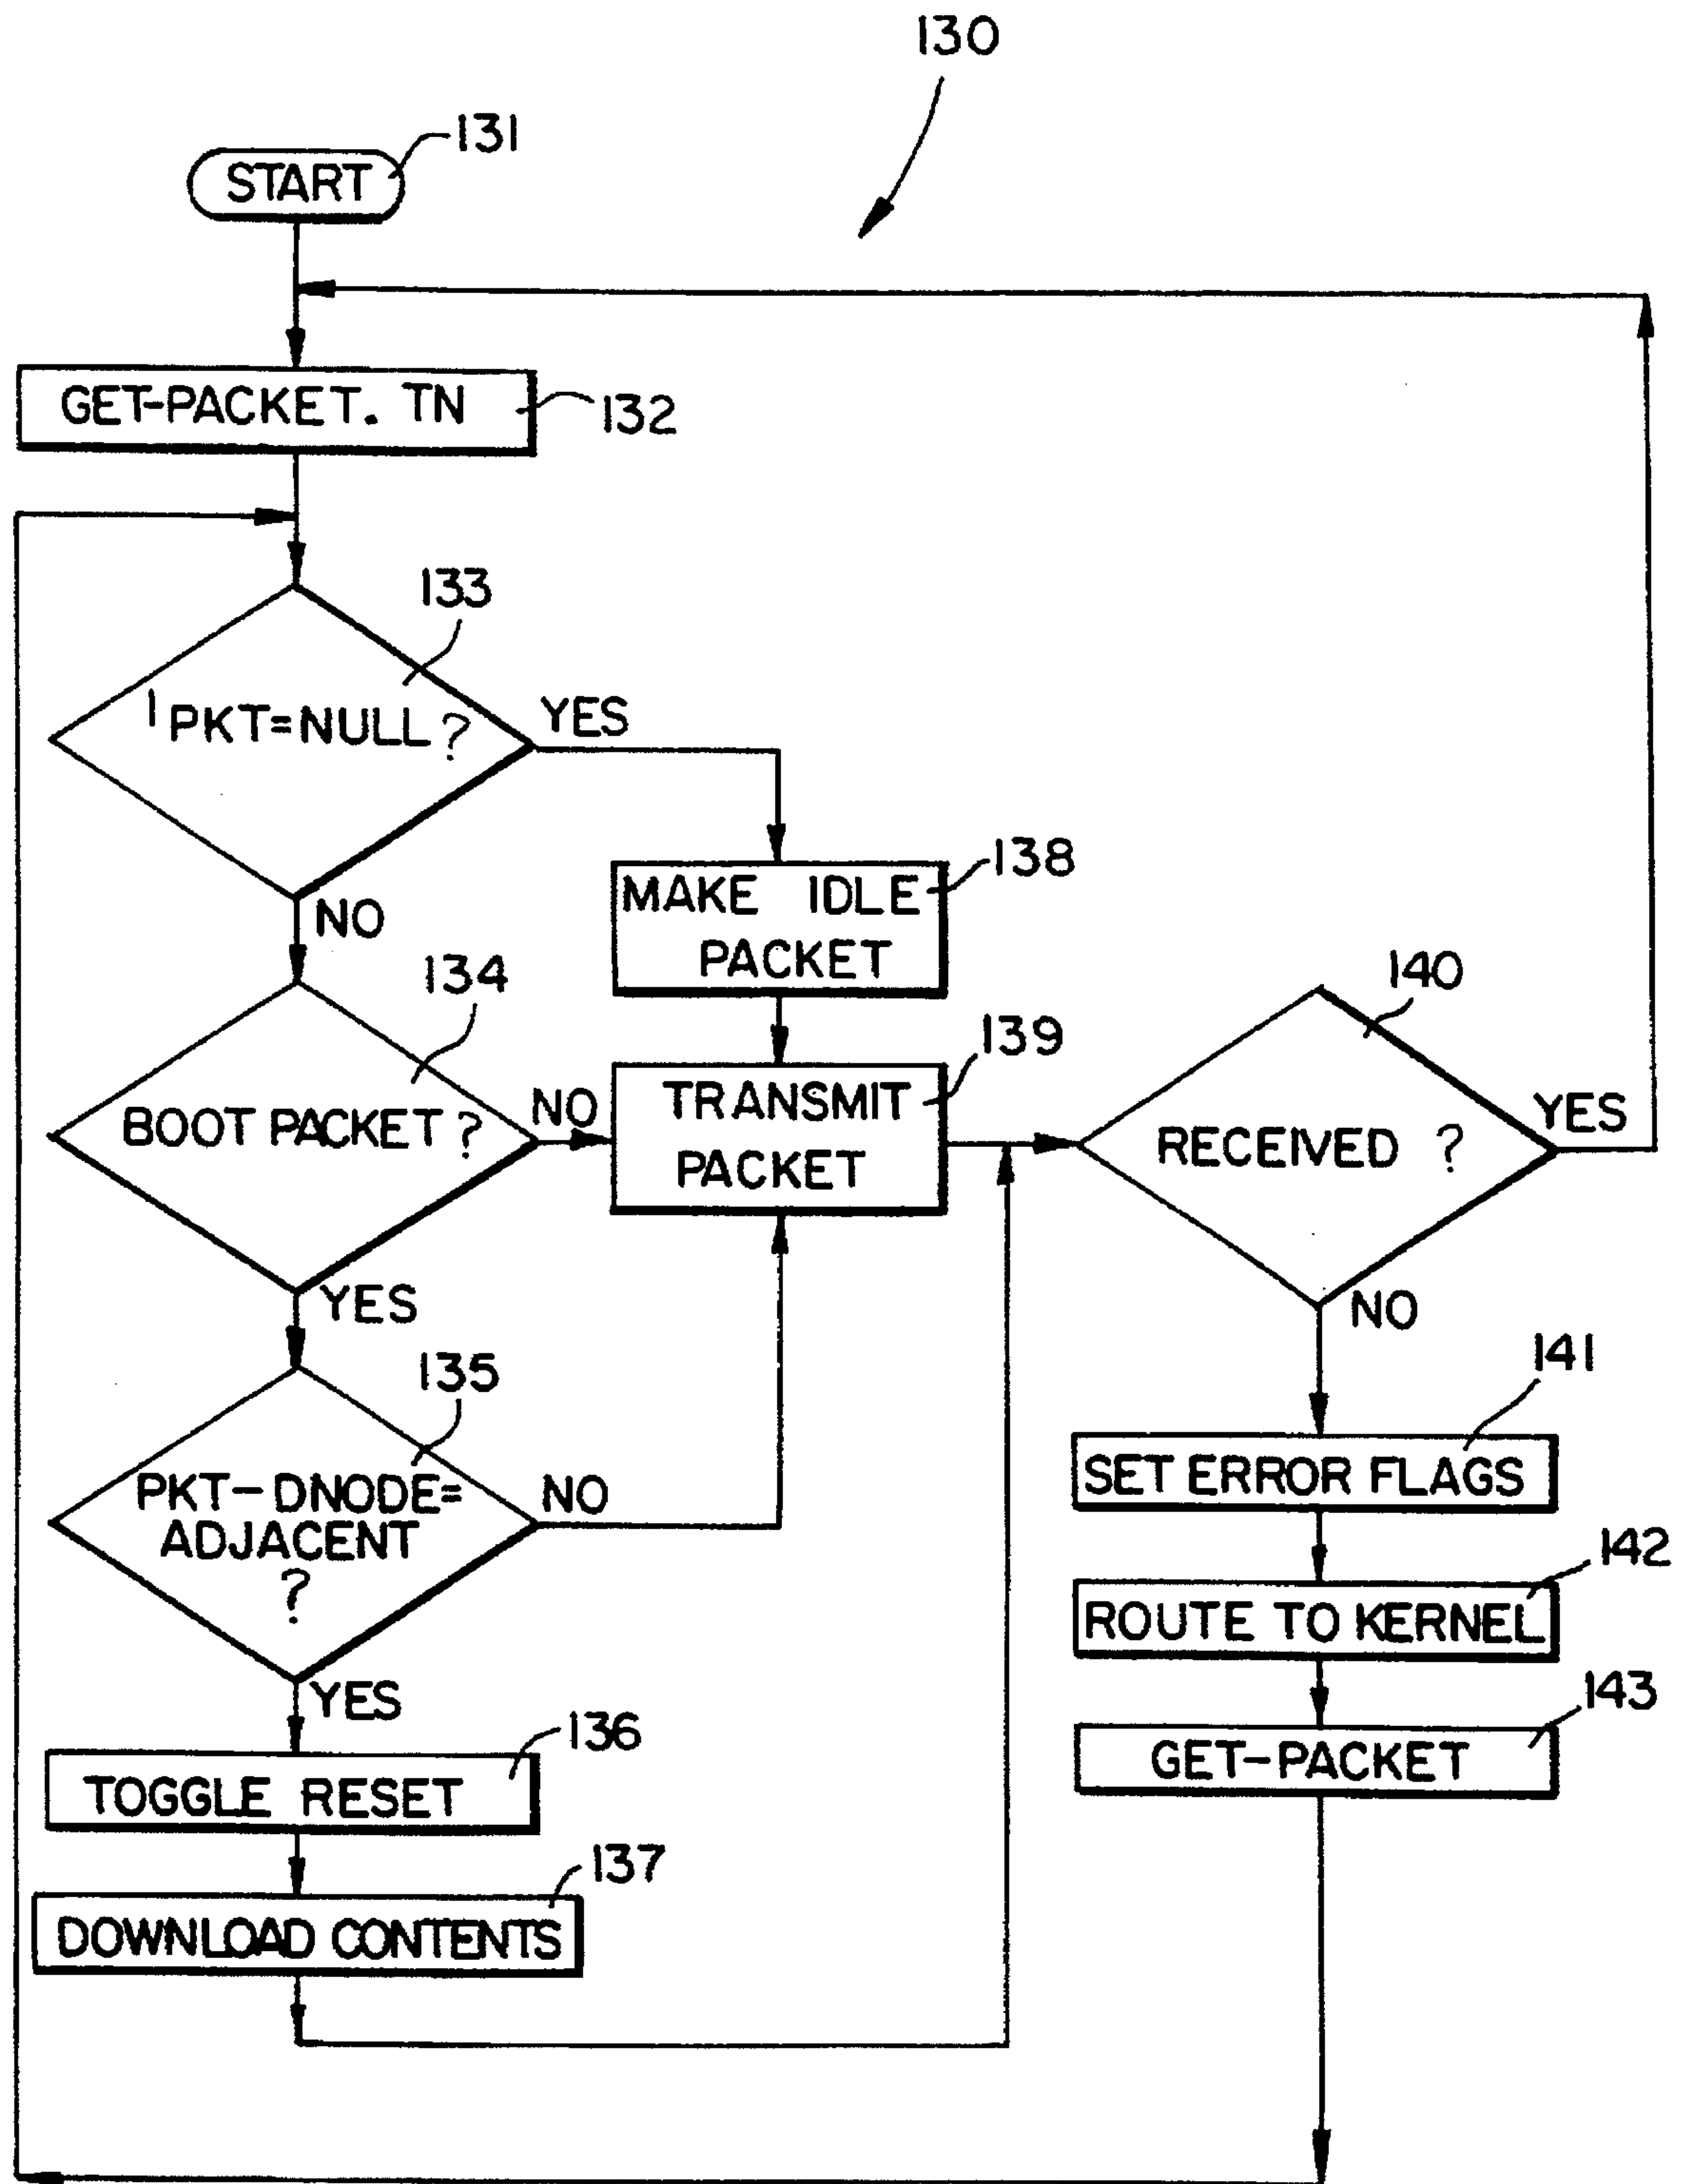 130
131
START
GET-PACKET. TN
132
133
PKT=NULL?
YES
NO
138
MAKE IDLE
PACKET
134
BOOT PACKET?
NO
139
TRANSMIT
PACKET
140
RECEIVED ?
YES
NO
YES
135
PKT-DNODE=
ADJACENT
?
NO
YES
141
SET ERROR FLAGS
142
ROUTE TO KERNEL
143
GET-PACKET
136
TOGGLE RESET
137
DOWNLOAD CONTENTS